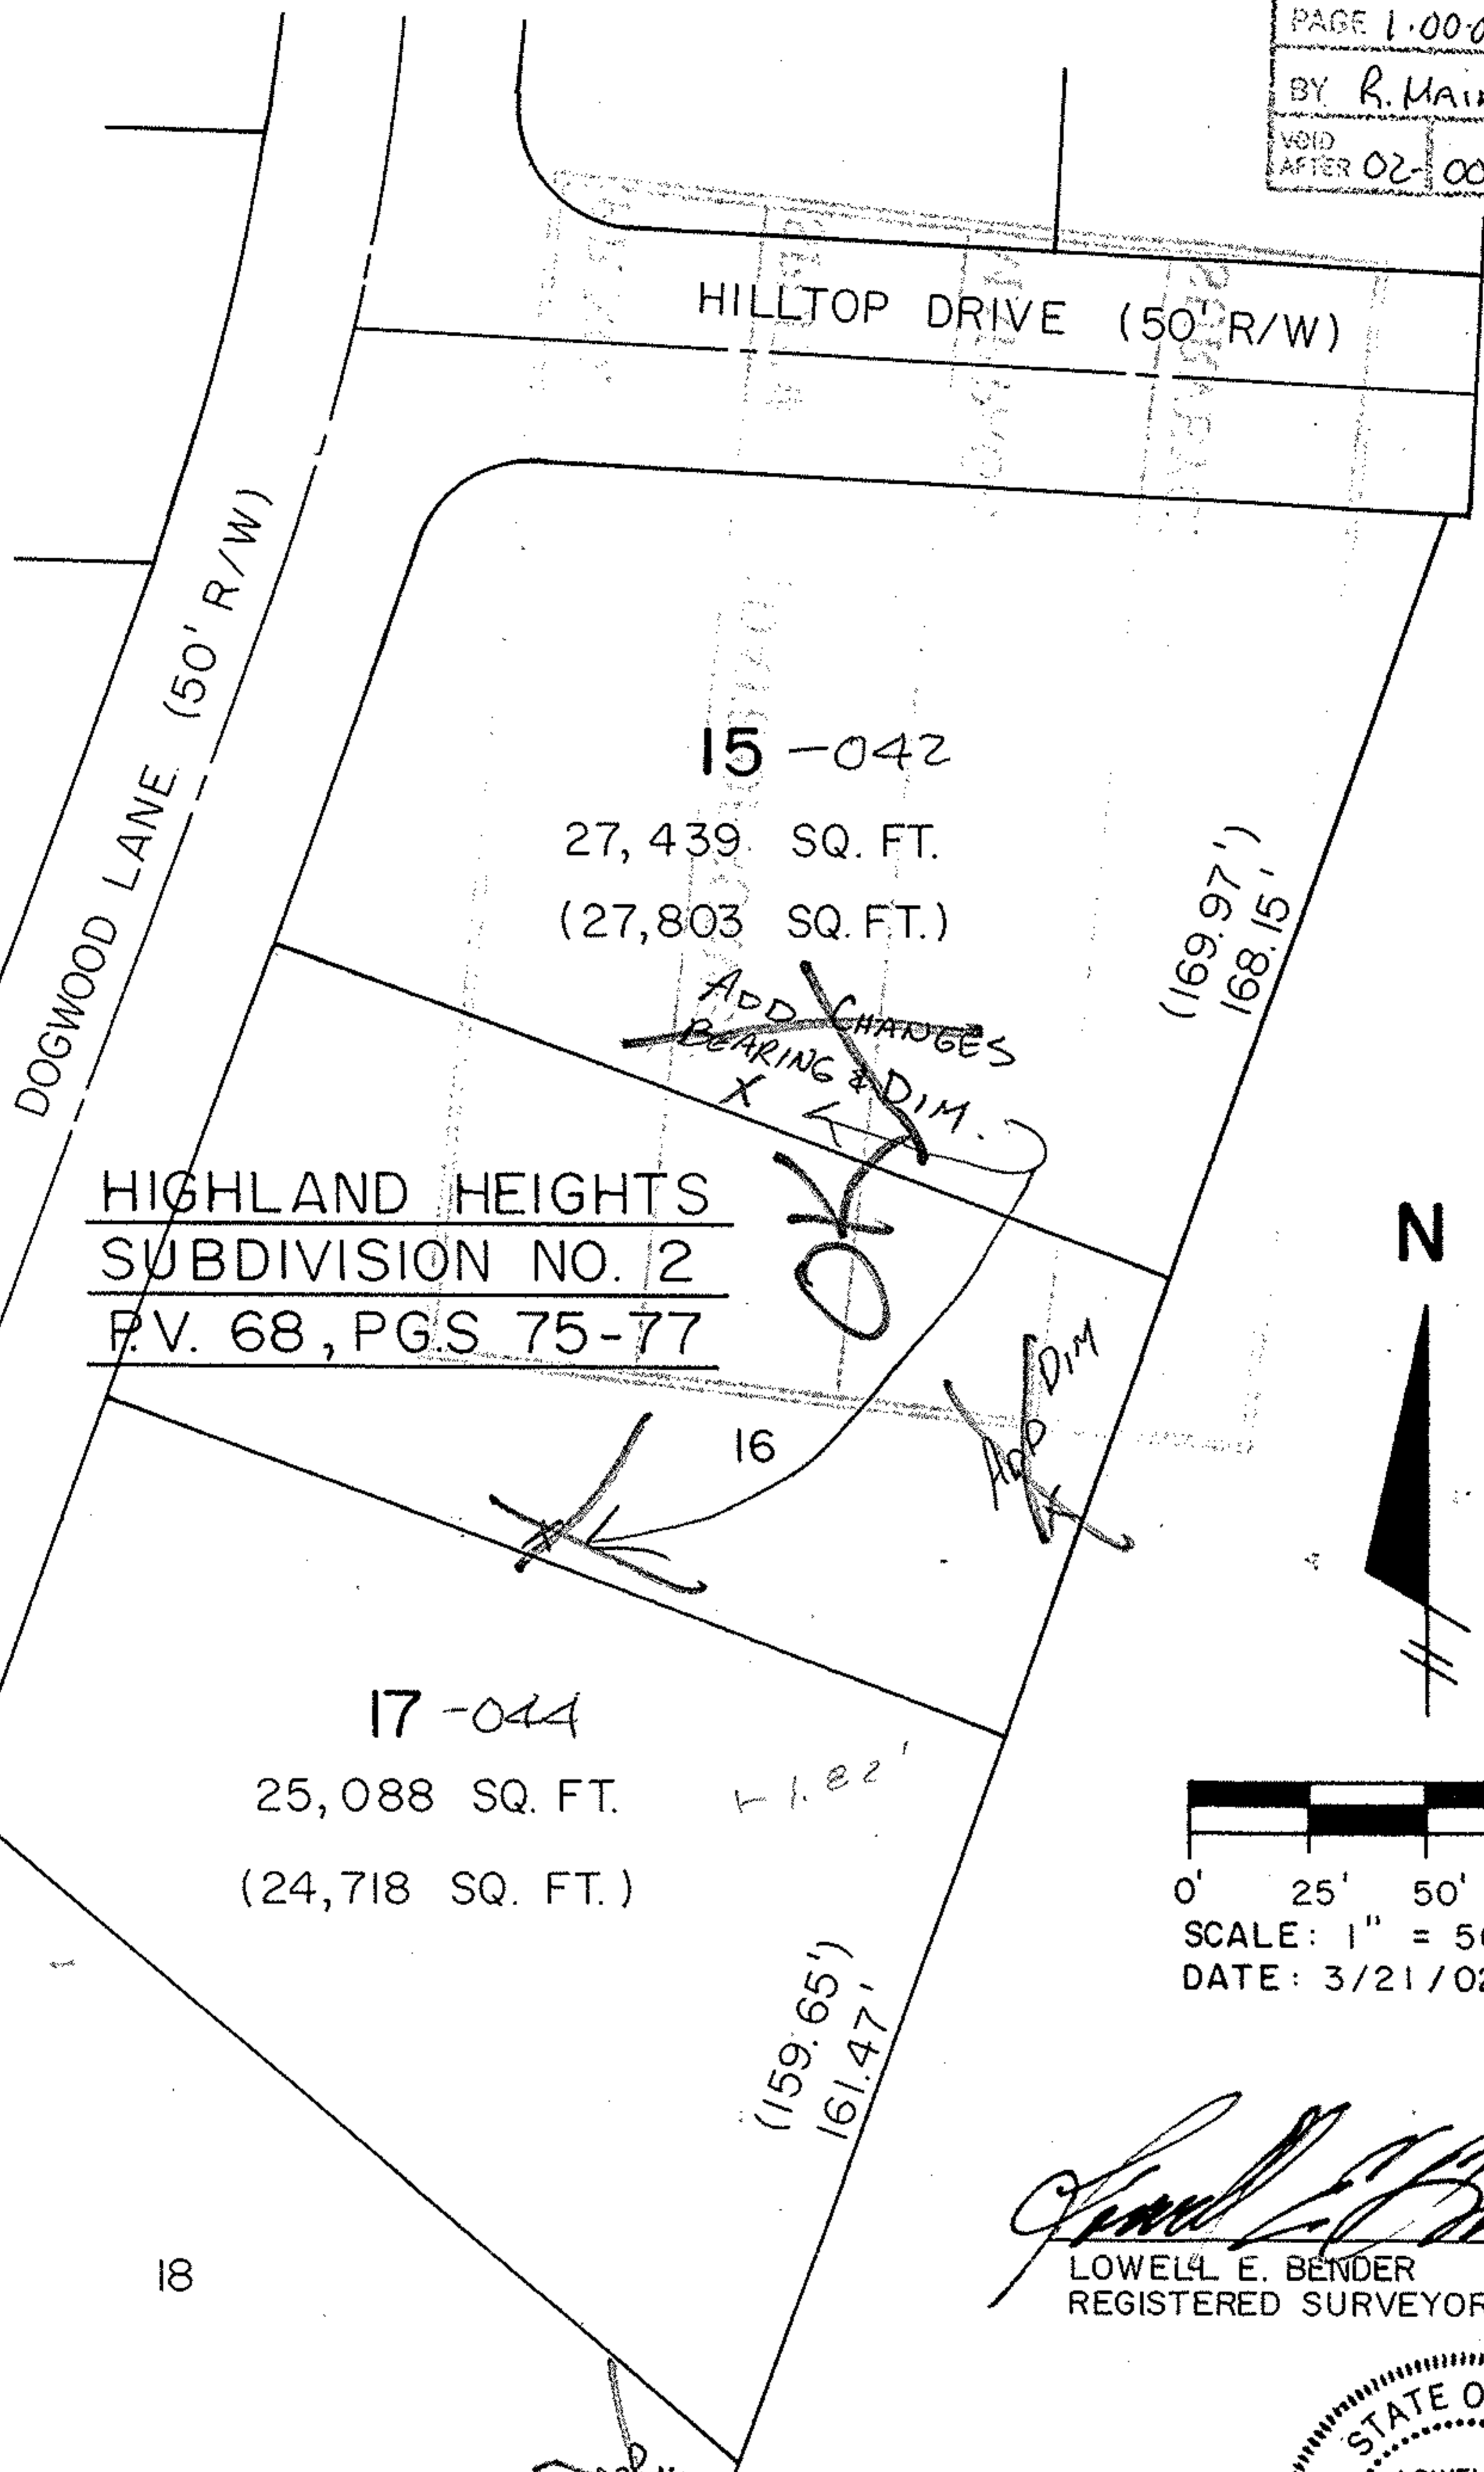 PAGE 1.00-0
BY R. MAI
VOID AFTER 02- 00
HILLTOP DRIVE (50' R/W)
DOGWOOD LANE (50' R/W)
15 -042
27,439 SQ. FT.
(27,803 SQ. FT.)
(169.97')
168.15'
ADD CHANGES
BEARING & DIM.
X
OK
HIGHLAND HEIGHTS
SUBDIVISION NO. 2
P.V. 68, PGS 75-77
N
ADD DIM
X
16
X
17 -044
25,088 SQ. FT.
1.82'
(24,718 SQ. FT.)
0' 25' 50'
SCALE: 1" = 5
DATE: 3/21/02
(159.65')
161.47'
LOWELL E. BENDER
REGISTERED SURVEYOR
18
STATE O